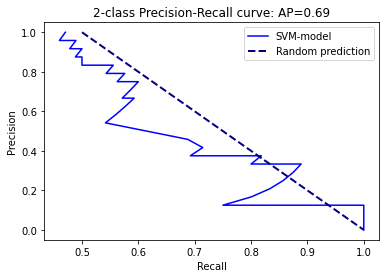 2-class Precision-Recall curve: AP=0.69
SVM-model
Random prediction
1.0
0.8
0.6
0.4
0.2
0.0
Precision
0.5
0.6
0.7
0.8
0.9
1.0
Recall